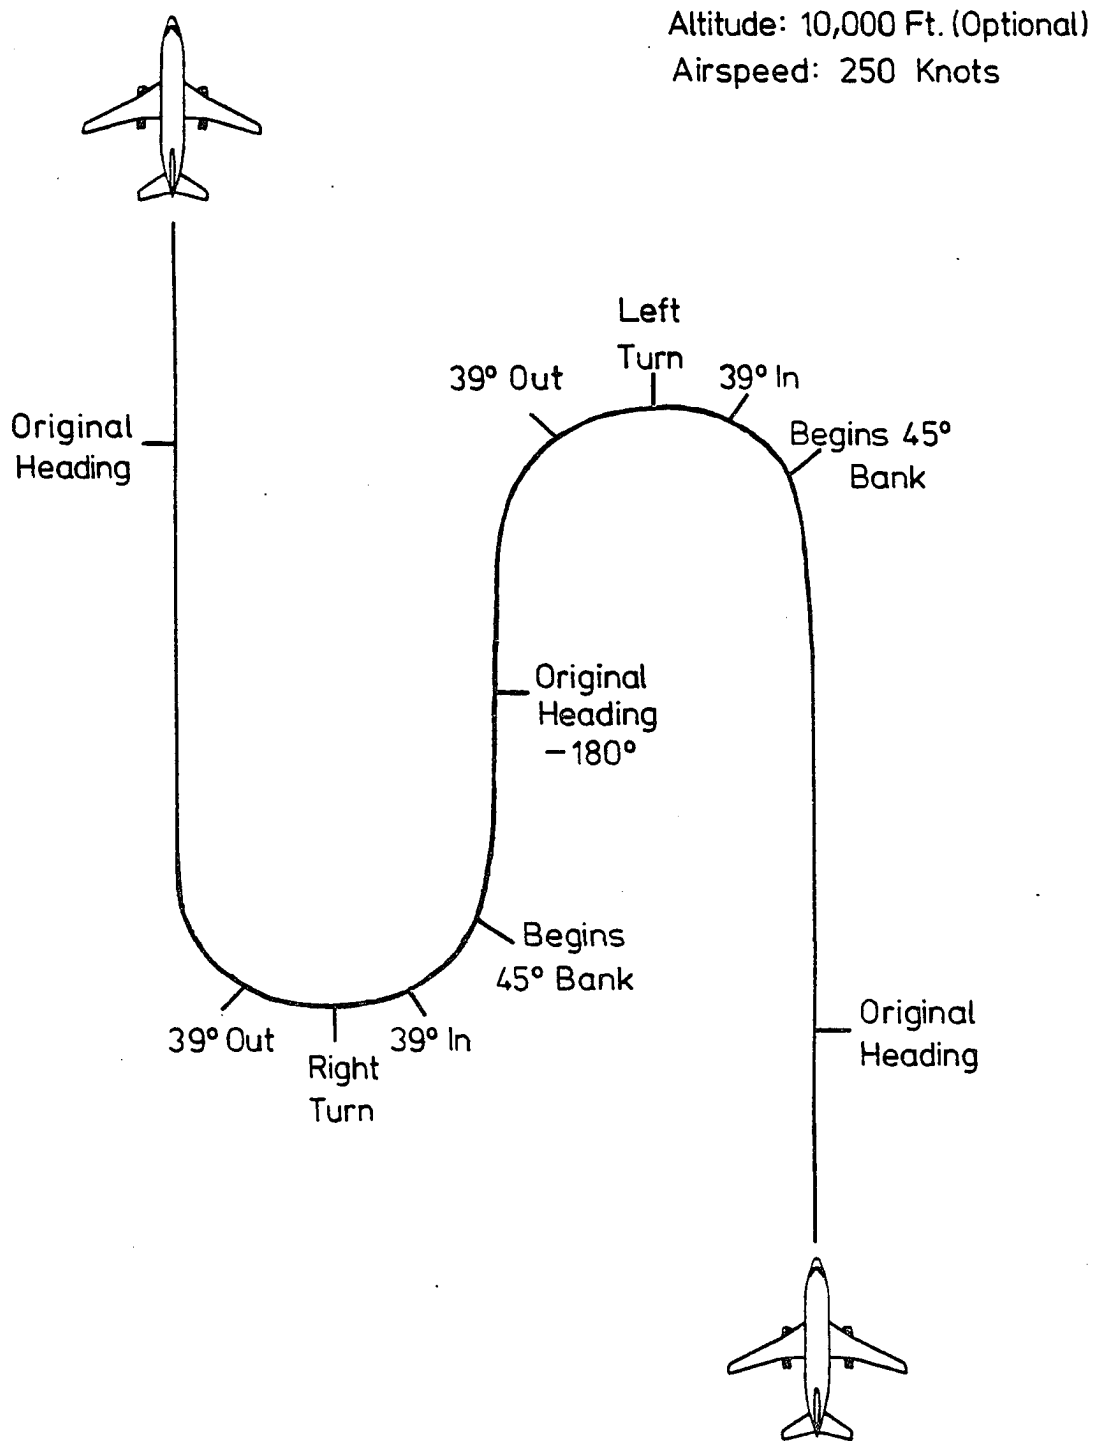 Altitude: 10,000 Ft. (Optional)
Airspeed: 250 Knots
Left
Turn
39° Out
39° In
Begins 45°
Bank
Original
Heading
Original
Heading
-180°
Begins
45° Bank
39° Out
39° In
Right
Turn
Original
Heading